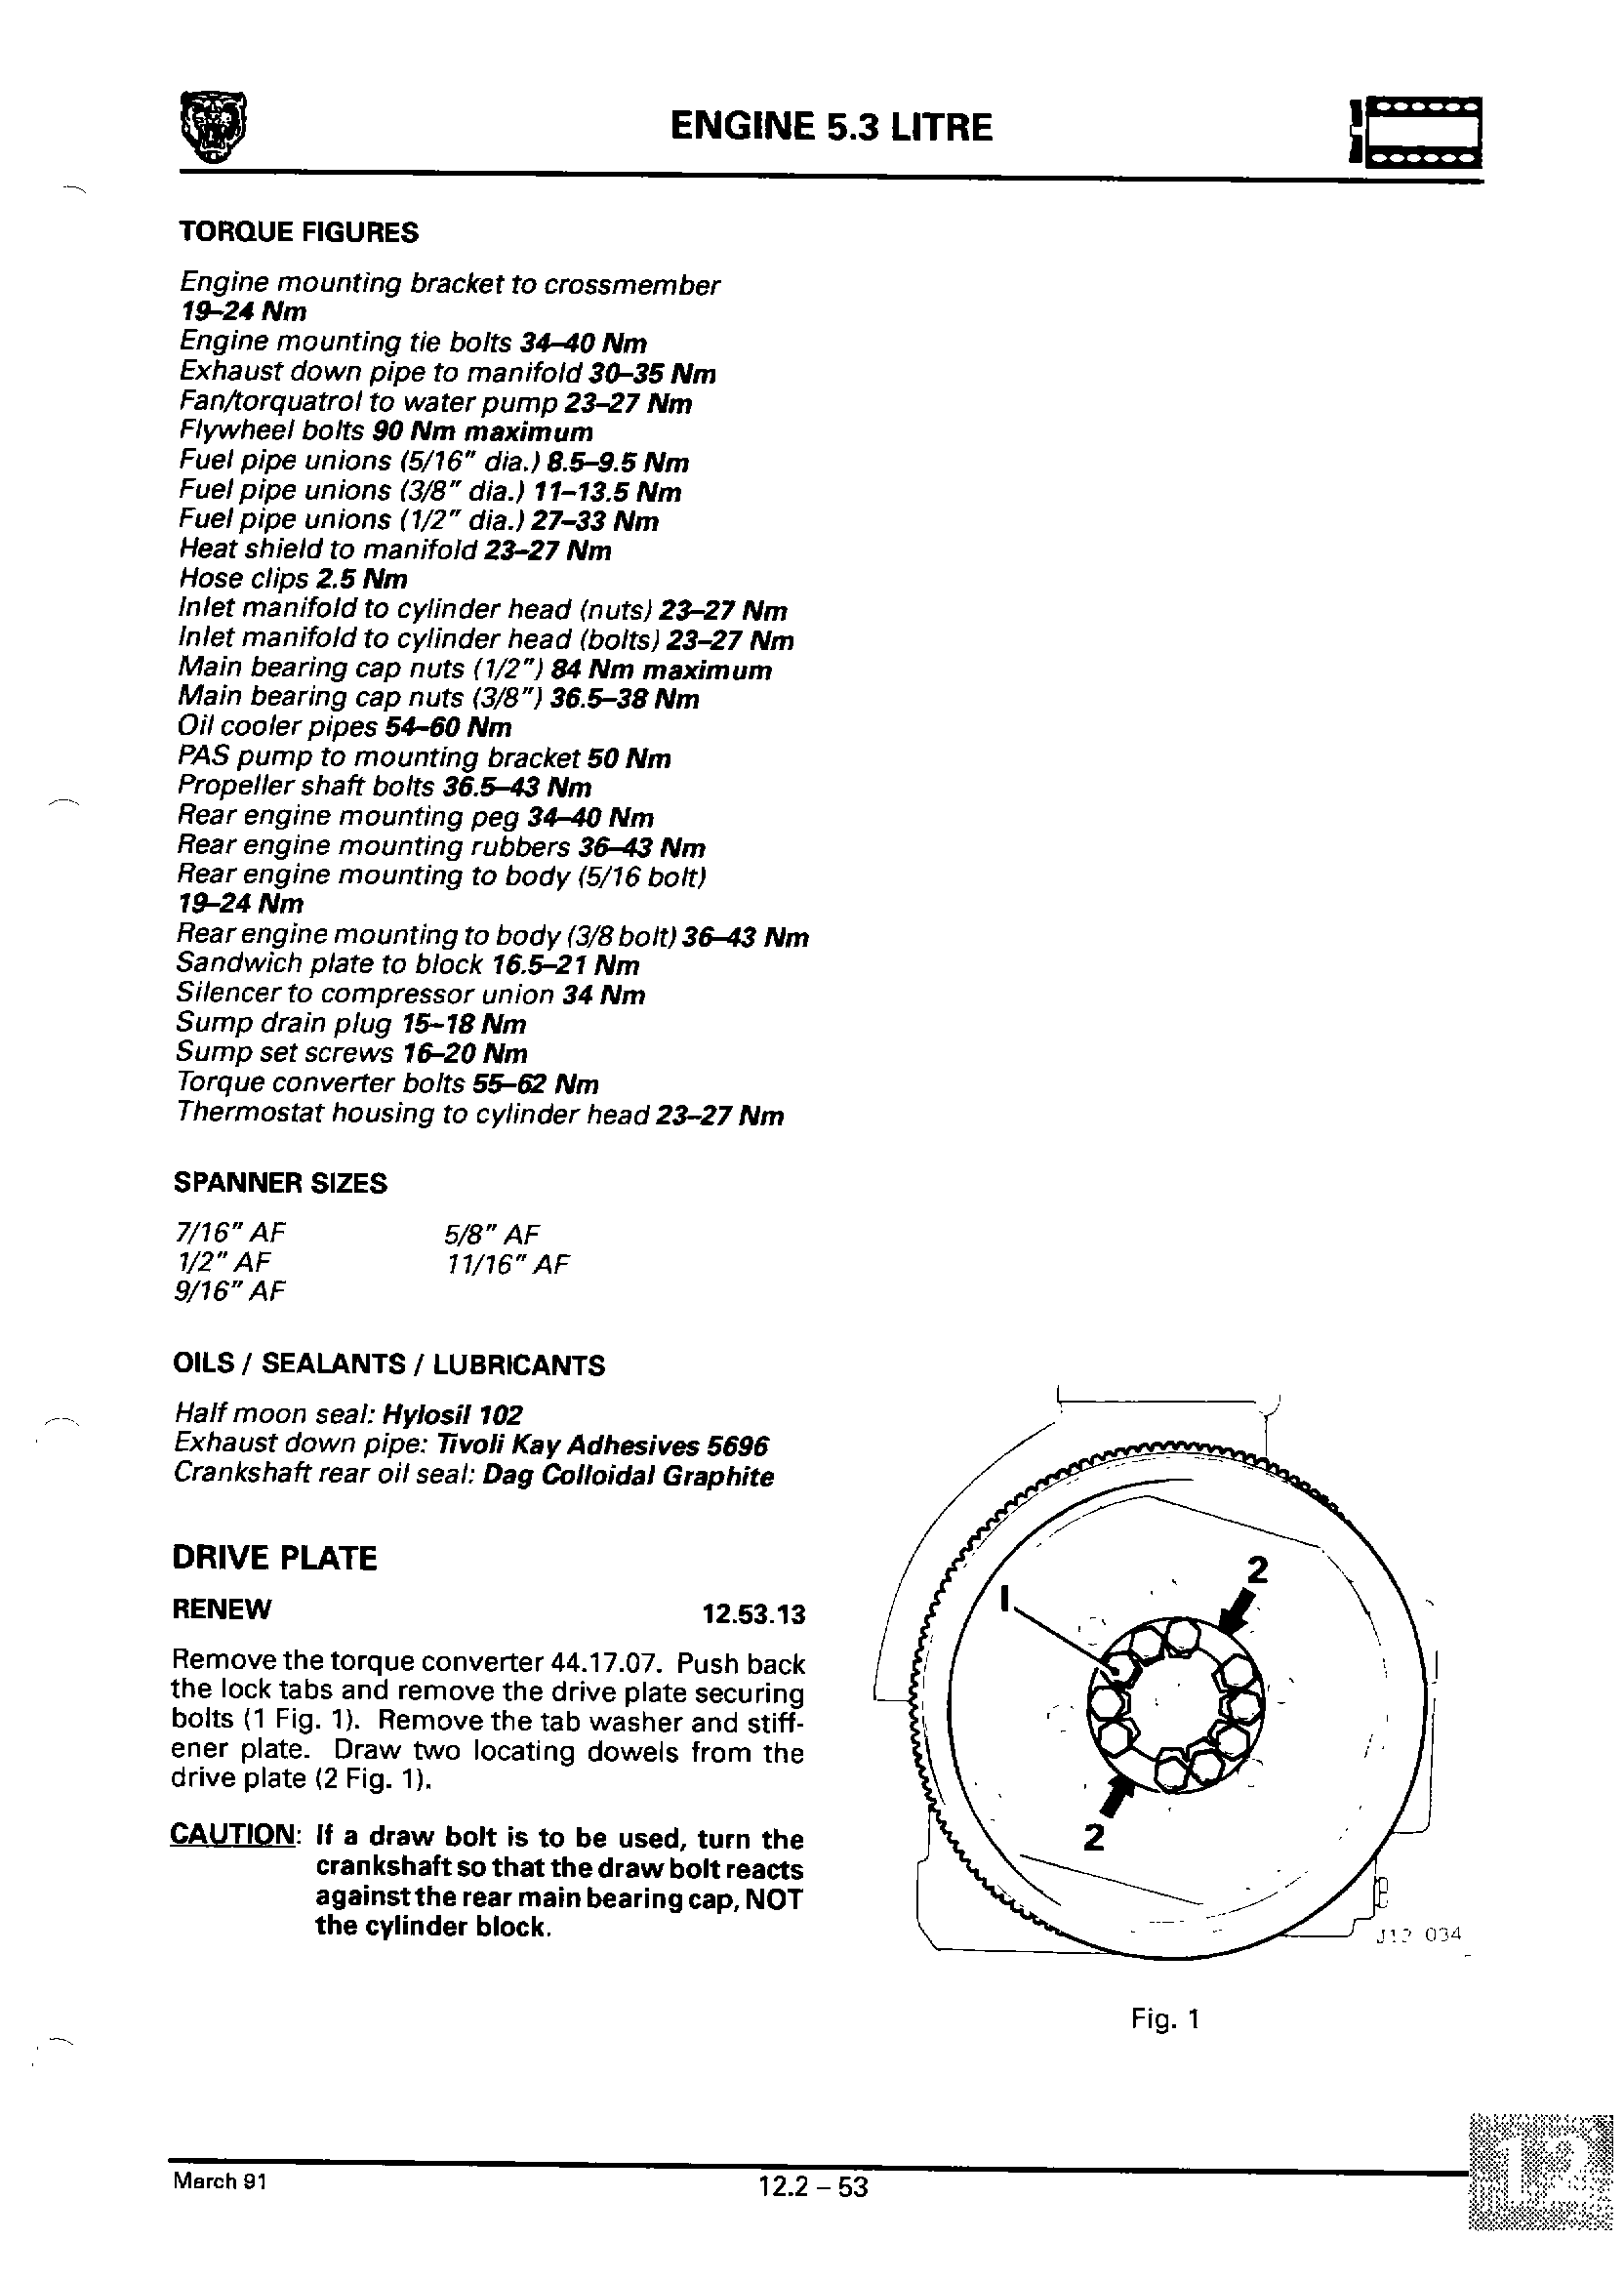 ENGINE 5.3 LITRE
TORQUE FIGURES
Engine mounting bracket to crossmember
19–24 Nm
Engine mounting tie bolts 34–40 Nm
Exhaust down pipe to manifold 30–35 Nm
Fan/torquatrol to water pump 23–27 Nm
Flywheel bolts 90 Nm maximum
Fuel pipe unions (5/16" dia.) 8.5–9.5 Nm
Fuel pipe unions (3/8" dia.) 11–13.5 Nm
Fuel pipe unions (1/2" dia.) 27–33 Nm
Heat shield to manifold 23–27 Nm
Hose clips 2.5 Nm
Inlet manifold to cylinder head (nuts) 23–27 Nm
Inlet manifold to cylinder head (bolts) 23–27 Nm
Main bearing cap nuts (1/2") 84 Nm maximum
Main bearing cap nuts (3/8") 36.5–38 Nm
Oil cooler pipes 54–60 Nm
PAS pump to mounting bracket 50 Nm
Propeller shaft bolts 36.5–43 Nm
Rear engine mounting peg 34–40 Nm
Rear engine mounting rubbers 36–43 Nm
Rear engine mounting to body (5/16 bolt)
19–24 Nm
Rear engine mounting to body (3/8 bolt) 36–43 Nm
Sandwich plate to block 16.5–21 Nm
Silencer to compressor union 34 Nm
Sump drain plug 15–18 Nm
Sump set screws 16–20 Nm
Torque converter bolts 55–62 Nm
Thermostat housing to cylinder head 23–27 Nm
SPANNER SIZES
7/16" AF 5/8" AF
1/2" AF 11/16" AF
9/16" AF
OILS / SEALANTS / LUBRICANTS
Half moon seal: Hylosil 102
Exhaust down pipe: Tivoli Kay Adhesives 5696
Crankshaft rear oil seal: Dag Colloidal Graphite
DRIVE PLATE
RENEW 12.53.13
Remove the torque converter 44.17.07. Push back
the lock tabs and remove the drive plate securing
bolts (1 Fig. 1). Remove the tab washer and stiff-
ener plate. Draw two locating dowels from the
drive plate (2 Fig. 1).
CAUTION: If a draw bolt is to be used, turn the
crankshaft so that the draw bolt reacts
against the rear main bearing cap, NOT
the cylinder block.
2
1
2
J12 034
Fig. 1
March 91
12.2 – 53
12